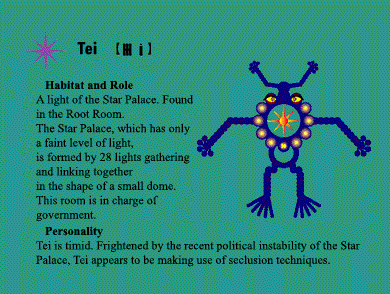 Tei
Habitat and Role
A light of the Star Palace. Found
in the Root Room.
The Star Palace, which has only
a faint level of light,
is formed by 28 lights gathering
and linking together
in the shape of a small dome.
This room is in charge of
government.
Personality
Tei is timid. Frightened by the recent political instability of the Star
Palace, Tei appears to be making use of seclusion techniques.